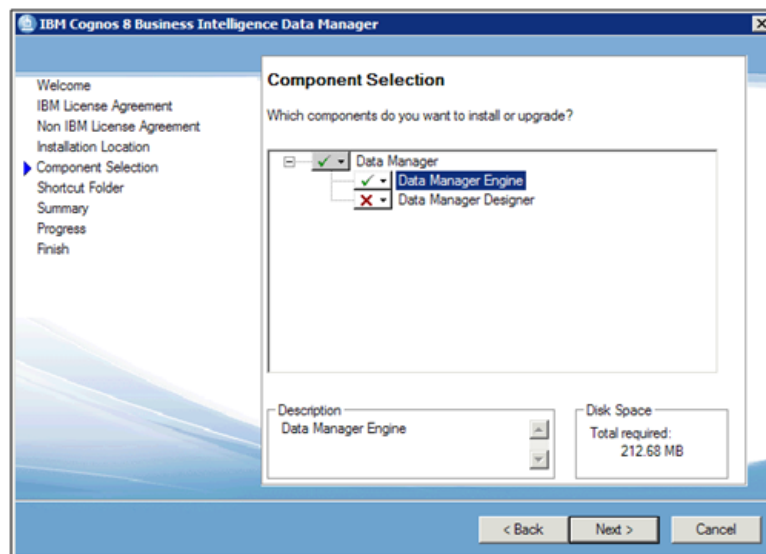 IBM Cognos 8 Business Intelligence Data Manager
Welcome
IBM License Agreement
Non IBM License Agreement
Installation Location
Component Selection
Shortcut Folder
Summary
Progress
Finish
Component Selection
Which components do you want to install or upgrade?
Data Manager
Data Manager Engine
Data Manager Designer
Description
Data Manager Engine
Disk Space
Total required:
212.68 MB
< Back
Next >
Cancel